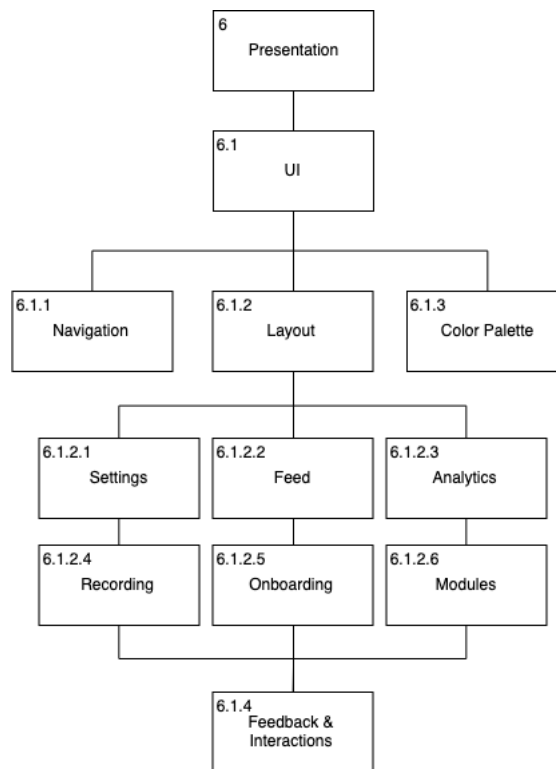 6
Presentation
6.1
UI
6.1.1
Navigation
6.1.2
Layout
6.1.3
Color Palette
6.1.2.1
Settings
6.1.2.2
Feed
6.1.2.3
Analytics
6.1.2.4
Recording
6.1.2.5
Onboarding
6.1.2.6
Modules
6.1.4
Feedback &
Interactions